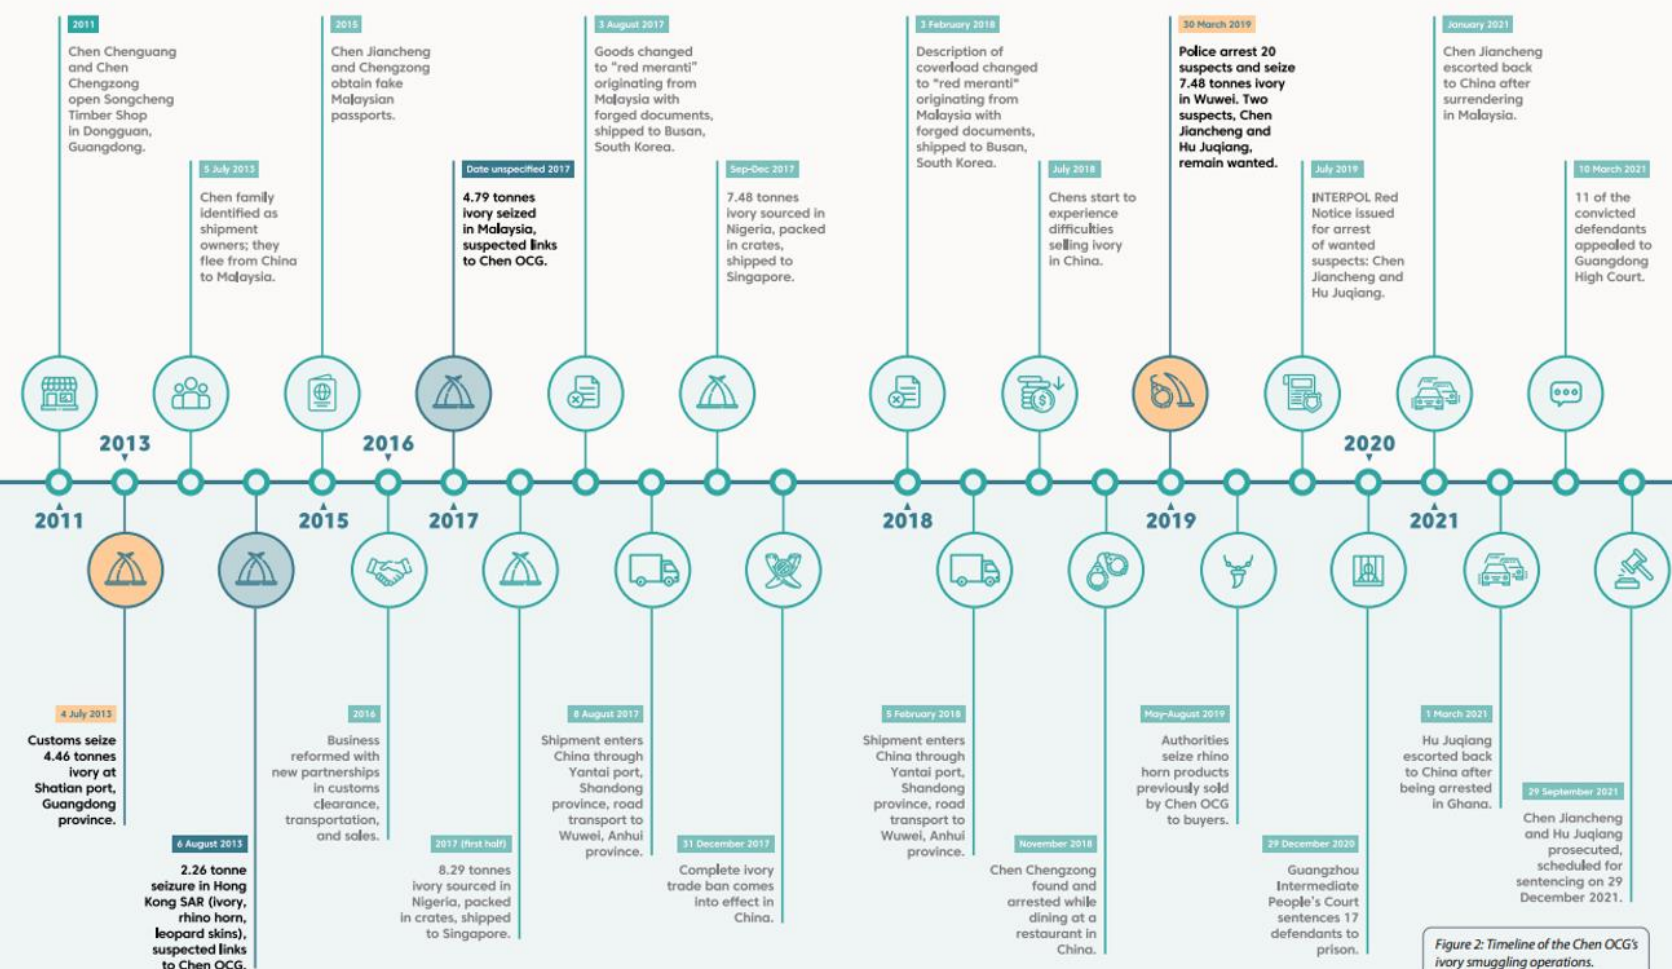 2011
Chen Chenguang
and Chen
Chengzong
open Songcheng
Timber Shop
in Dongguan,
Guangdong.
5 July 2013
Chen family
identified as
shipment
owners; they
flee from China
to Malaysia.
2015
Chen Jiancheng
and Chengzong
obtain fake
Malaysian
passports.
Date unspecified 2017
4.79 tonnes
ivory seized
in Malaysia,
suspected links
to Chen OCG.
3 August 2017
Goods changed
to "red meranti"
originating from
Malaysia with
forged documents,
shipped to Busan,
South Korea.
Sep-Dec 2017
7.48 tonnes
ivory sourced in
Nigeria, packed
in crates,
shipped to
Singapore.
3 February 2018
Description of
coverload changed
to "red meranti"
originating from
Malaysia with
forged documents,
shipped to Busan,
South Korea.
July 2018
Chens start to
experience
difficulties
selling ivory
in China.
30 March 2019
Police arrest 20
suspects and seize
7.48 tonnes ivory
in Wuwei. Two
suspects, Chen
Jiancheng and
Hu Juqiang,
remain wanted.
July 2019
INTERPOL Red
Notice issued
for arrest
of wanted
suspects: Chen
Jiancheng and
Hu Juqiang.
January 2021
Chen Jiancheng
escorted back
to China after
surrendering
in Malaysia.
10 March 2021
11 of the
convicted
defendants
appealed to
Guangdong
High Court.
2013
2016
2020
2011
2015
2017
2018
2019
2021
4 July 2013
Customs seize
4.46 tonnes
ivory at
Shatian port,
Guangdong
province.
6 August 2013
2.26 tonne
seizure in Hong
Kong SAR (ivory,
rhino horn,
leopard skins),
suspected links
to Chen OCG.
2016
Business
reformed with
new partnerships
in customs
clearance,
transportation,
and sales.
2017 (first half)
8.29 tonnes
ivory sourced in
Nigeria, packed
in crates, shipped
to Singapore.
8 August 2017
Shipment enters
China through
Yantai port,
Shandong
province, road
transport to
Wuwei, Anhui
province.
31 December 2017
Complete ivory
trade ban comes
into effect in
China.
5 February 2018
Shipment enters
China through
Yantai port,
Shandong
province, road
transport to
Wuwei, Anhui
province.
November 2018
Chen Chengzong
found and
arrested while
dining at a
restaurant in
China.
May-August 2019
Authorities
seize rhino
horn products
previously sold
by Chen OCG
to buyers.
29 December 2020
Guangzhou
Intermediate
People's Court
sentences 17
defendants to
prison.
1 March 2021
Hu Juqiang
escorted back
to China after
being arrested
in Ghana.
29 September 2021
Chen Jiancheng
and Hu Juqiang
prosecuted,
scheduled for
sentencing on 29
December 2021.
Figure 2: Timeline of the Chen OCG's
ivory smuggling operations.